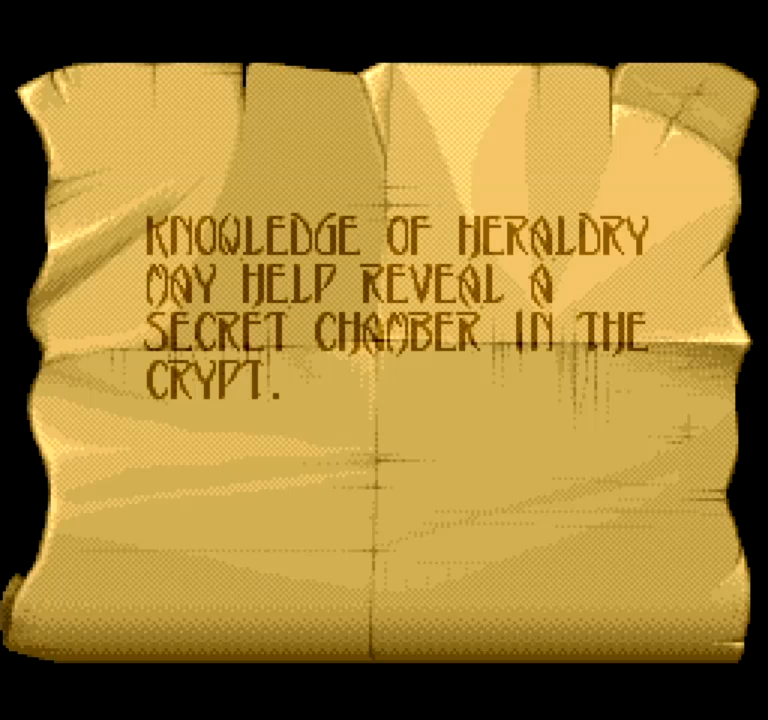 KNOWLEDGE OF HERALDRY
MAY HELP REVEAL A
SECRET CHAMBER IN THE
CRYPT.